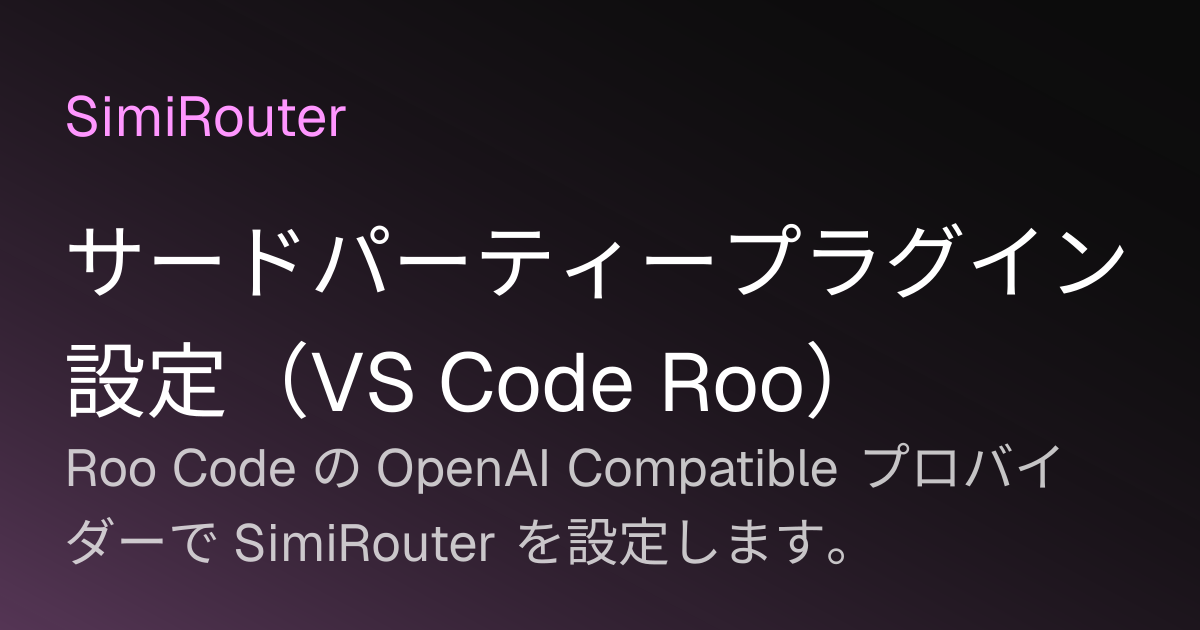 SimiRouter
サードパーティープラグイン
設定（VS Code Roo）
Roo Code の OpenAI Compatible プロバイ
ダーで SimiRouter を設定します。